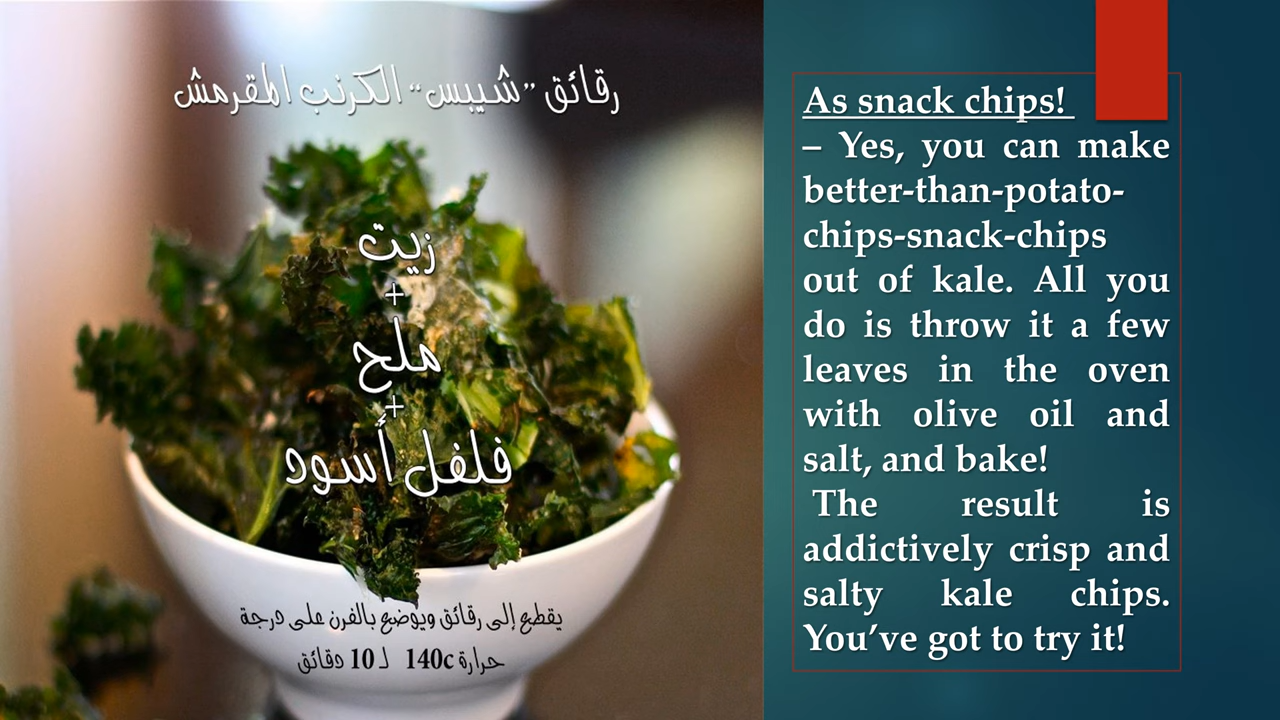 رقائق "شيبس" الكرنب المقرمش
زيت
+
ملح
+
فلفل أسود
يقطع إلى رقائق ويوضع بالفرن على درجة
حرارة 140c لـ 10 دقائق
As snack chips!
– Yes, you can make
better-than-potato-
chips-snack-chips
out of kale. All you
do is throw it a few
leaves in the oven
with olive oil and
salt, and bake!
The result is
addictively crisp and
salty kale chips.
You’ve got to try it!